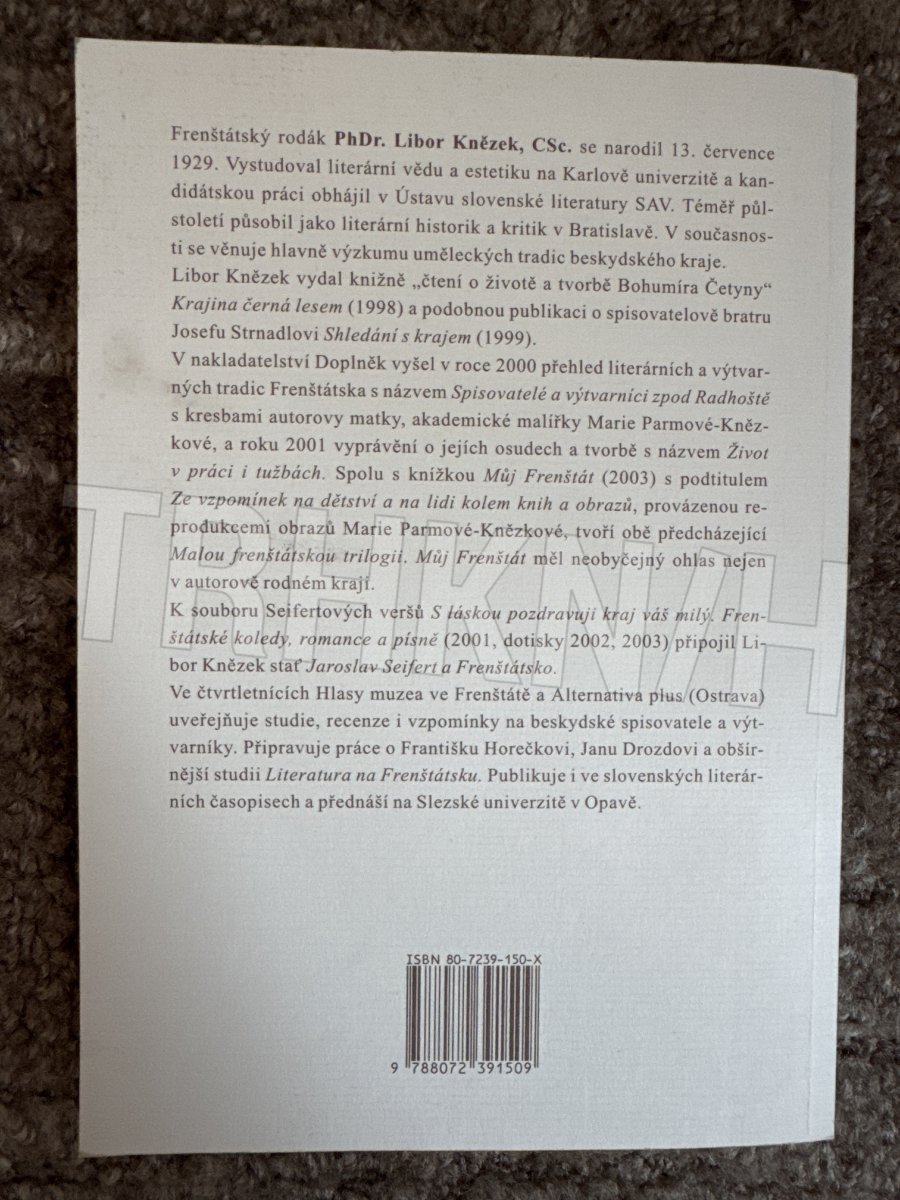 Frenštátský rodák PhDr. Libor Knězek, CSc. se narodil 13. července
1929. Vystudoval literární vědu a estetiku na Karlově univerzitě a kan-
didátskou práci obhájil v Ústavu slovenské literatury SAV. Téměř půl-
století působil jako literární historik a kritik v Bratislavě. V současnos-
ti se věnuje hlavně výzkumu uměleckých tradic beskydského kraje.
Libor Knězek vydal knižně „čtení o životě a tvorbě Bohumíra Četyny“
Krajina černá lesem (1998) a podobnou publikaci o spisovatelově bratru
Josefu Strnadlovi Shledání s krajem (1999).
V nakladatelství Doplněk vyšel v roce 2000 přehled literárních a výtvar-
ných tradic Frenštátska s názvem Spisovatelé a výtvarníci zpod Radhoště
s kresbami autorovy matky, akademické malířky Marie Parmové-Kněz-
kové, a roku 2001 vyprávění o jejích osudech a tvorbě s názvem Život
v práci i tužbách. Spolu s knížkou Můj Frenštát (2003) s podtitulem
Ze vzpomínek na dětství a na lidi kolem knih a obrazů, provázenou re-
produkcemi obrazů Marie Parmové-Knězkové, tvoří obě předcházející
Malou frenštátskou trilogii. Můj Frenštát měl neobyčejný ohlas nejen
v autorově rodném kraji.
K souboru Seifertových veršů S láskou pozdravuji kraj váš milý. Fren-
štátské koledy, romance a písně (2001, dotisky 2002, 2003) připojil Li-
bor Knězek stať Jaroslav Seifert a Frenštátsko.
Ve čtvrtletnících Hlasy muzea ve Frenštátě a Alternativa plus (Ostrava)
uveřejňuje studie, recenze i vzpomínky na beskydské spisovatele a výt-
varníky. Připravuje práce o Františku Horečkovi, Janu Drozdovi a obšír-
nější studii Literatura na Frenštátsku. Publikuje i ve slovenských literár-
ních časopisech a přednáší na Slezské univerzitě v Opavě.
ISBN 80-7239-150-X
9 788072 391509